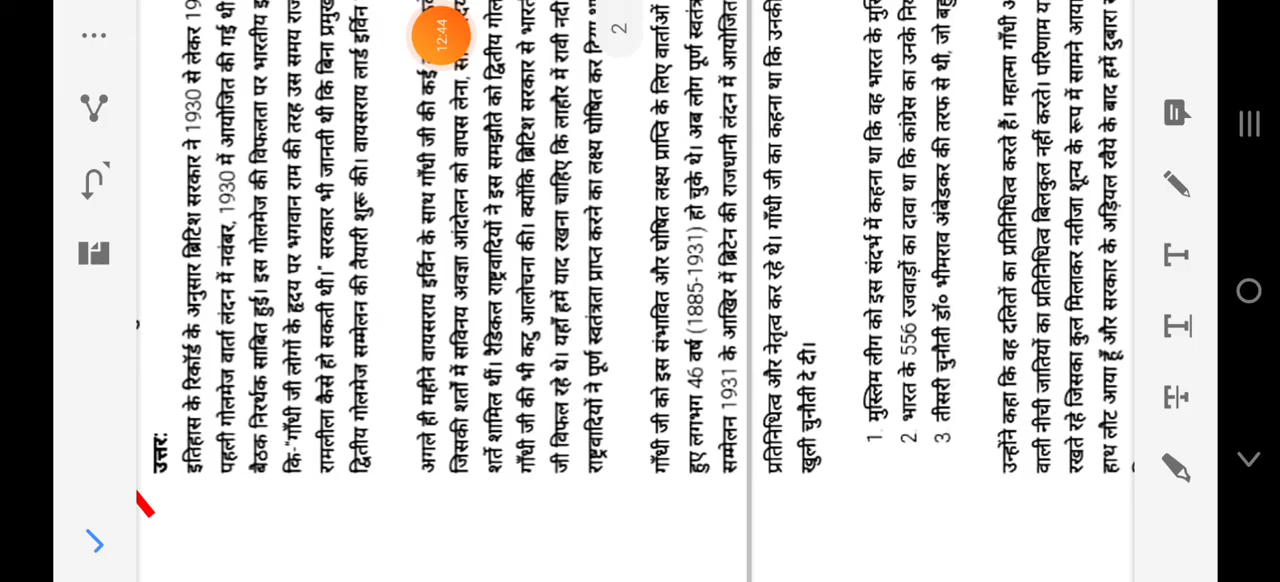 उत्तर:
इतिहास के रिकॉर्ड के अनुसार ब्रिटिश सरकार ने 1930 से लेकर 19
पहली गोलमेज वार्ता लंदन में नवंबर, 1930 में आयोजित की गई थी
बैठक निरर्थक साबित हुई। इस गोलमेज की विफलता पर भारतीय इ
कि-"गाँधी जी लोगों के हृदय पर भगवान राम की तरह उस समय राज
रामलीला कैसे हो सकती थी।" सरकार भी जानती थी कि बिना प्रमुख
द्वितीय गोलमेज सम्मेलन की तैयारी शुरू की। वायसराय लार्ड इर्विन
अगले ही महीने वायसराय इर्विन के साथ गाँधी जी की कई
जिसकी शर्तों में सविनय अवज्ञा आंदोलन को वापस लेना,
शर्तें शामिल थीं। रैडिकल राष्ट्रवादियों ने इस समझौते को द्वितीय गोल
गाँधी जी की भी कटु आलोचना की। क्योंकि ब्रिटिश सरकार से भारत
जी विफल रहे थे। यहाँ हमें याद रखना चाहिए कि लाहौर में रावी नदी
राष्ट्रवादियों ने पूर्ण स्वतंत्रता प्राप्त करने का लक्ष्य घोषित कर
गाँधी जी को इस संभावित और घोषित लक्ष्य प्राप्ति के लिए वार्ताओं
हुए लगभग 46 वर्ष (1885-1931) हो चुके थे। अब लोग पूर्ण स्वतंत्र
सम्मेलन 1931 के आखिर में ब्रिटेन की राजधानी लंदन में आयोजित
प्रतिनिधित्व और नेतृत्व कर रहे थे। गाँधी जी का कहना था कि उनकी
खुली चुनौती दे दी।
1. मुस्लिम लीग को इस संदर्भ में कहना था कि वह भारत के मुस्लि
2. भारत के 556 रजवाड़ों का दावा था कि कांग्रेस का उनके नि
3 तीसरी चुनौती डॉ० भीमराव अंबेडकर की तरफ से थी, जो बह
उन्होंने कहा कि वह दलितों का प्रतिनिधित्व करते हैं। महात्मा गाँधी
वाली नीची जातियों का प्रतिनिधित्व बिलकुल नहीं करते। परिणाम य
रखते रहे जिसका कुल मिलाकर नतीजा शून्य के रूप में सामने आया
हाथ लौट आया हूँ और सरकार के अड़ियल रवैये के बाद हमें दुबारा
12:44
2